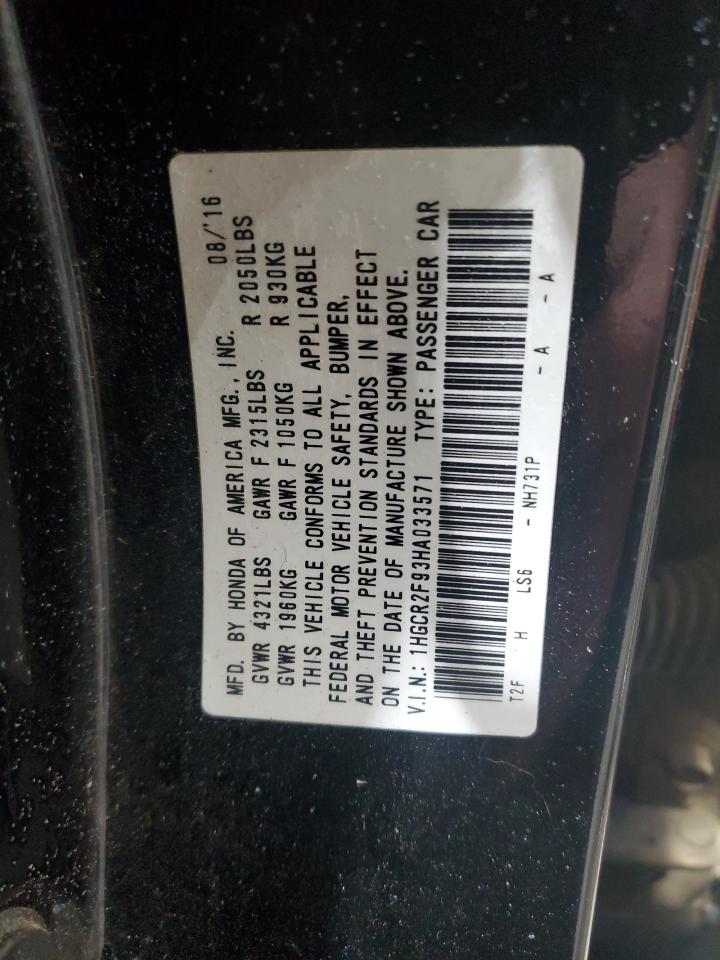 MFD. BY HONDA OF AMERICA MFG., INC. 08/'16
GVWR 4321LBS GAWR F 2315LBS R 2050LBS
GVWR 1960KG GAWR F 1050KG R 930KG
THIS VEHICLE CONFORMS TO ALL APPLICABLE
FEDERAL MOTOR VEHICLE SAFETY, BUMPER,
AND THEFT PREVENTION STANDARDS IN EFFECT
ON THE DATE OF MANUFACTURE SHOWN ABOVE.
V.I.N.: 1HGCR2F93HA033571 TYPE: PASSENGER CAR
T2F H LS6 - NH731P - A - A